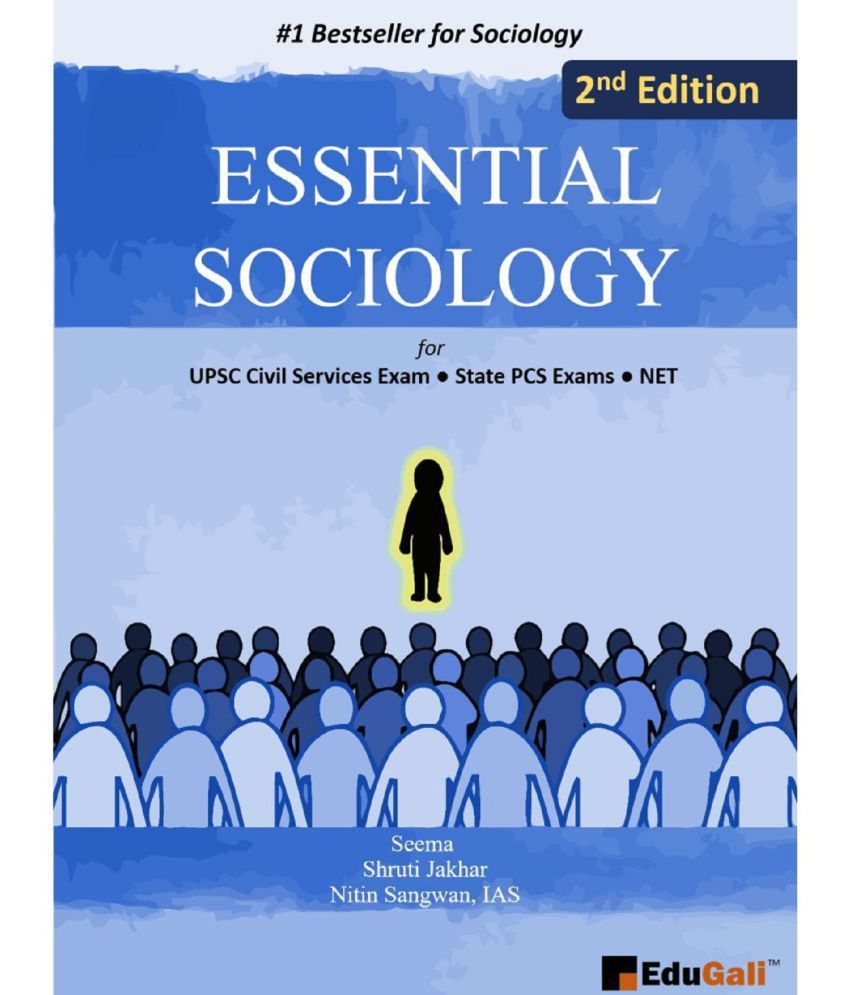 #1 Bestseller for Sociology
2nd Edition
ESSENTIAL
SOCIOLOGY
for
UPSC Civil Services Exam ● State PCS Exams ● NET
Seema
Shruti Jakhar
Nitin Sangwan, IAS
EduGali™